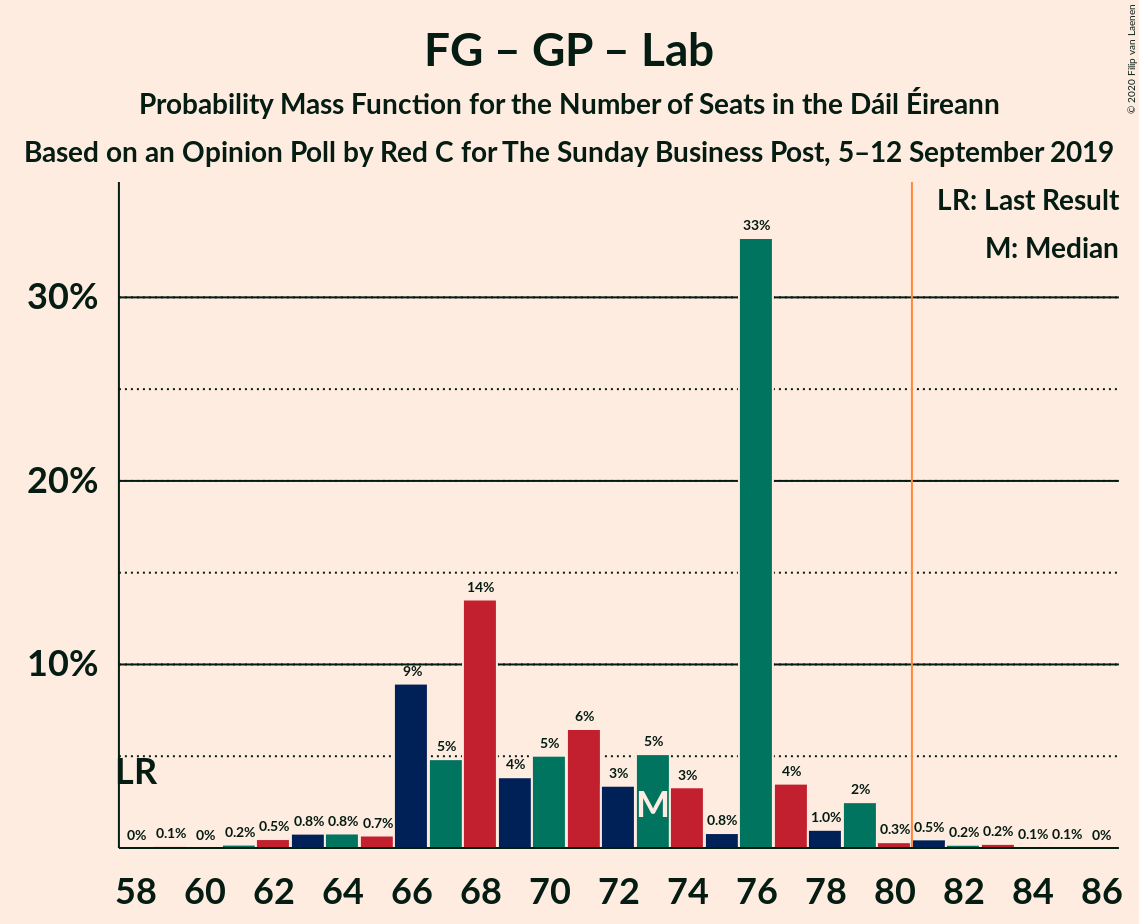 FG – GP – Lab
Probability Mass Function for the Number of Seats in the Dáil Éireann
Based on an Opinion Poll by Red C for The Sunday Business Post, 5–12 September 2019
© 2020 Filip van Laenen
LR: Last Result
M: Median
30%
20%
10%
LR
M
0% 0.1% 0% 0.2% 0.5% 0.8% 0.8% 0.7% 9% 5% 14% 4% 5% 6% 3% 5% 3% 0.8% 33% 4% 1.0% 2% 0.3% 0.5% 0.2% 0.2% 0.1% 0.1% 0%
58 60 62 64 66 68 70 72 74 76 78 80 82 84 86